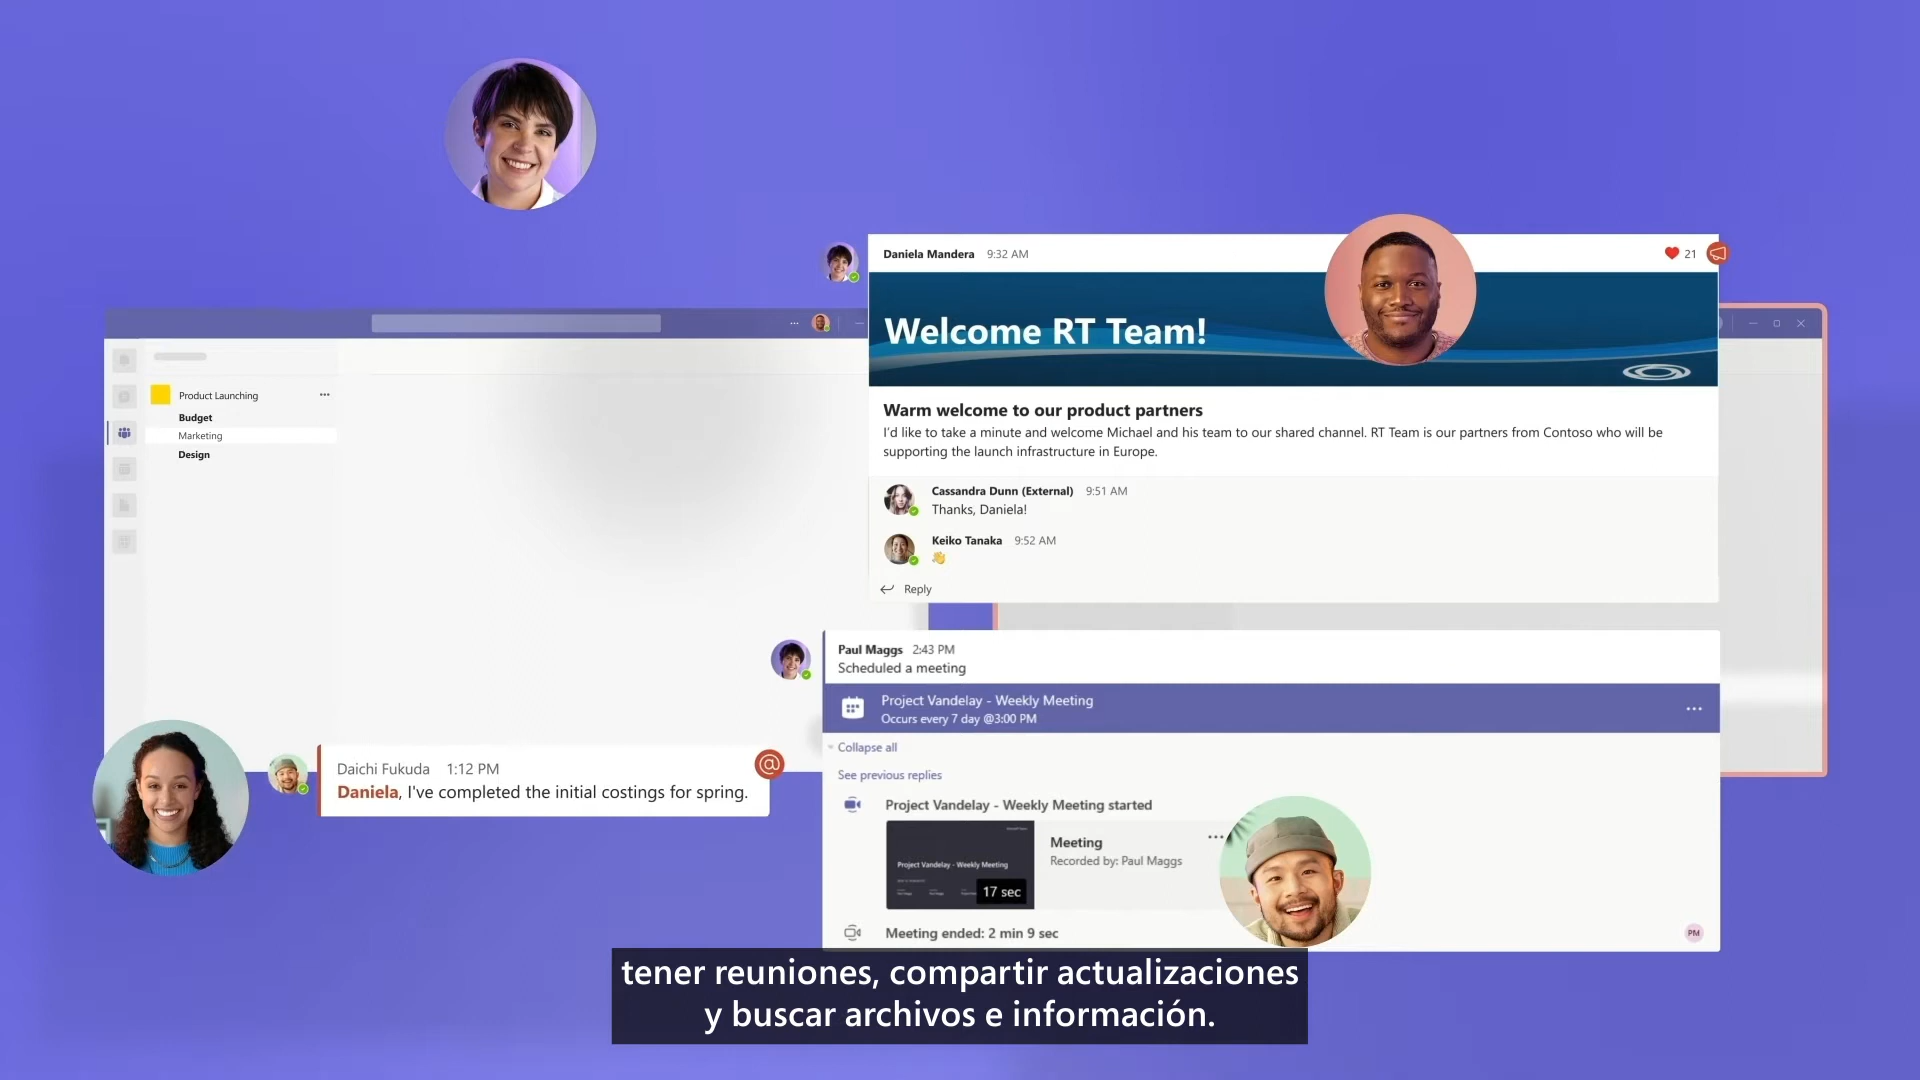 Daniela Mandera 9:32 AM
21
Welcome RT Team!
Warm welcome to our product partners
I'd like to take a minute and welcome Michael and his team to our shared channel. RT Team is our partners from Contoso who will be
supporting the launch infrastructure in Europe.
Cassandra Dunn (External) 9:51 AM
Thanks, Daniela!
Keiko Tanaka 9:52 AM
Reply
Product Launching
Budget
Marketing
Design
Paul Maggs 2:43 PM
Scheduled a meeting
Project Vandelay - Weekly Meeting
Occurs every 7 day @3:00 PM
Collapse all
See previous replies
Project Vandelay - Weekly Meeting started
Project Vandelay - Weekly Meeting
17 sec
Meeting
Recorded by: Paul Maggs
Meeting ended: 2 min 9 sec
PM
Daichi Fukuda 1:12 PM
Daniela, I've completed the initial costings for spring.
@
tener reuniones, compartir actualizaciones
y buscar archivos e información.